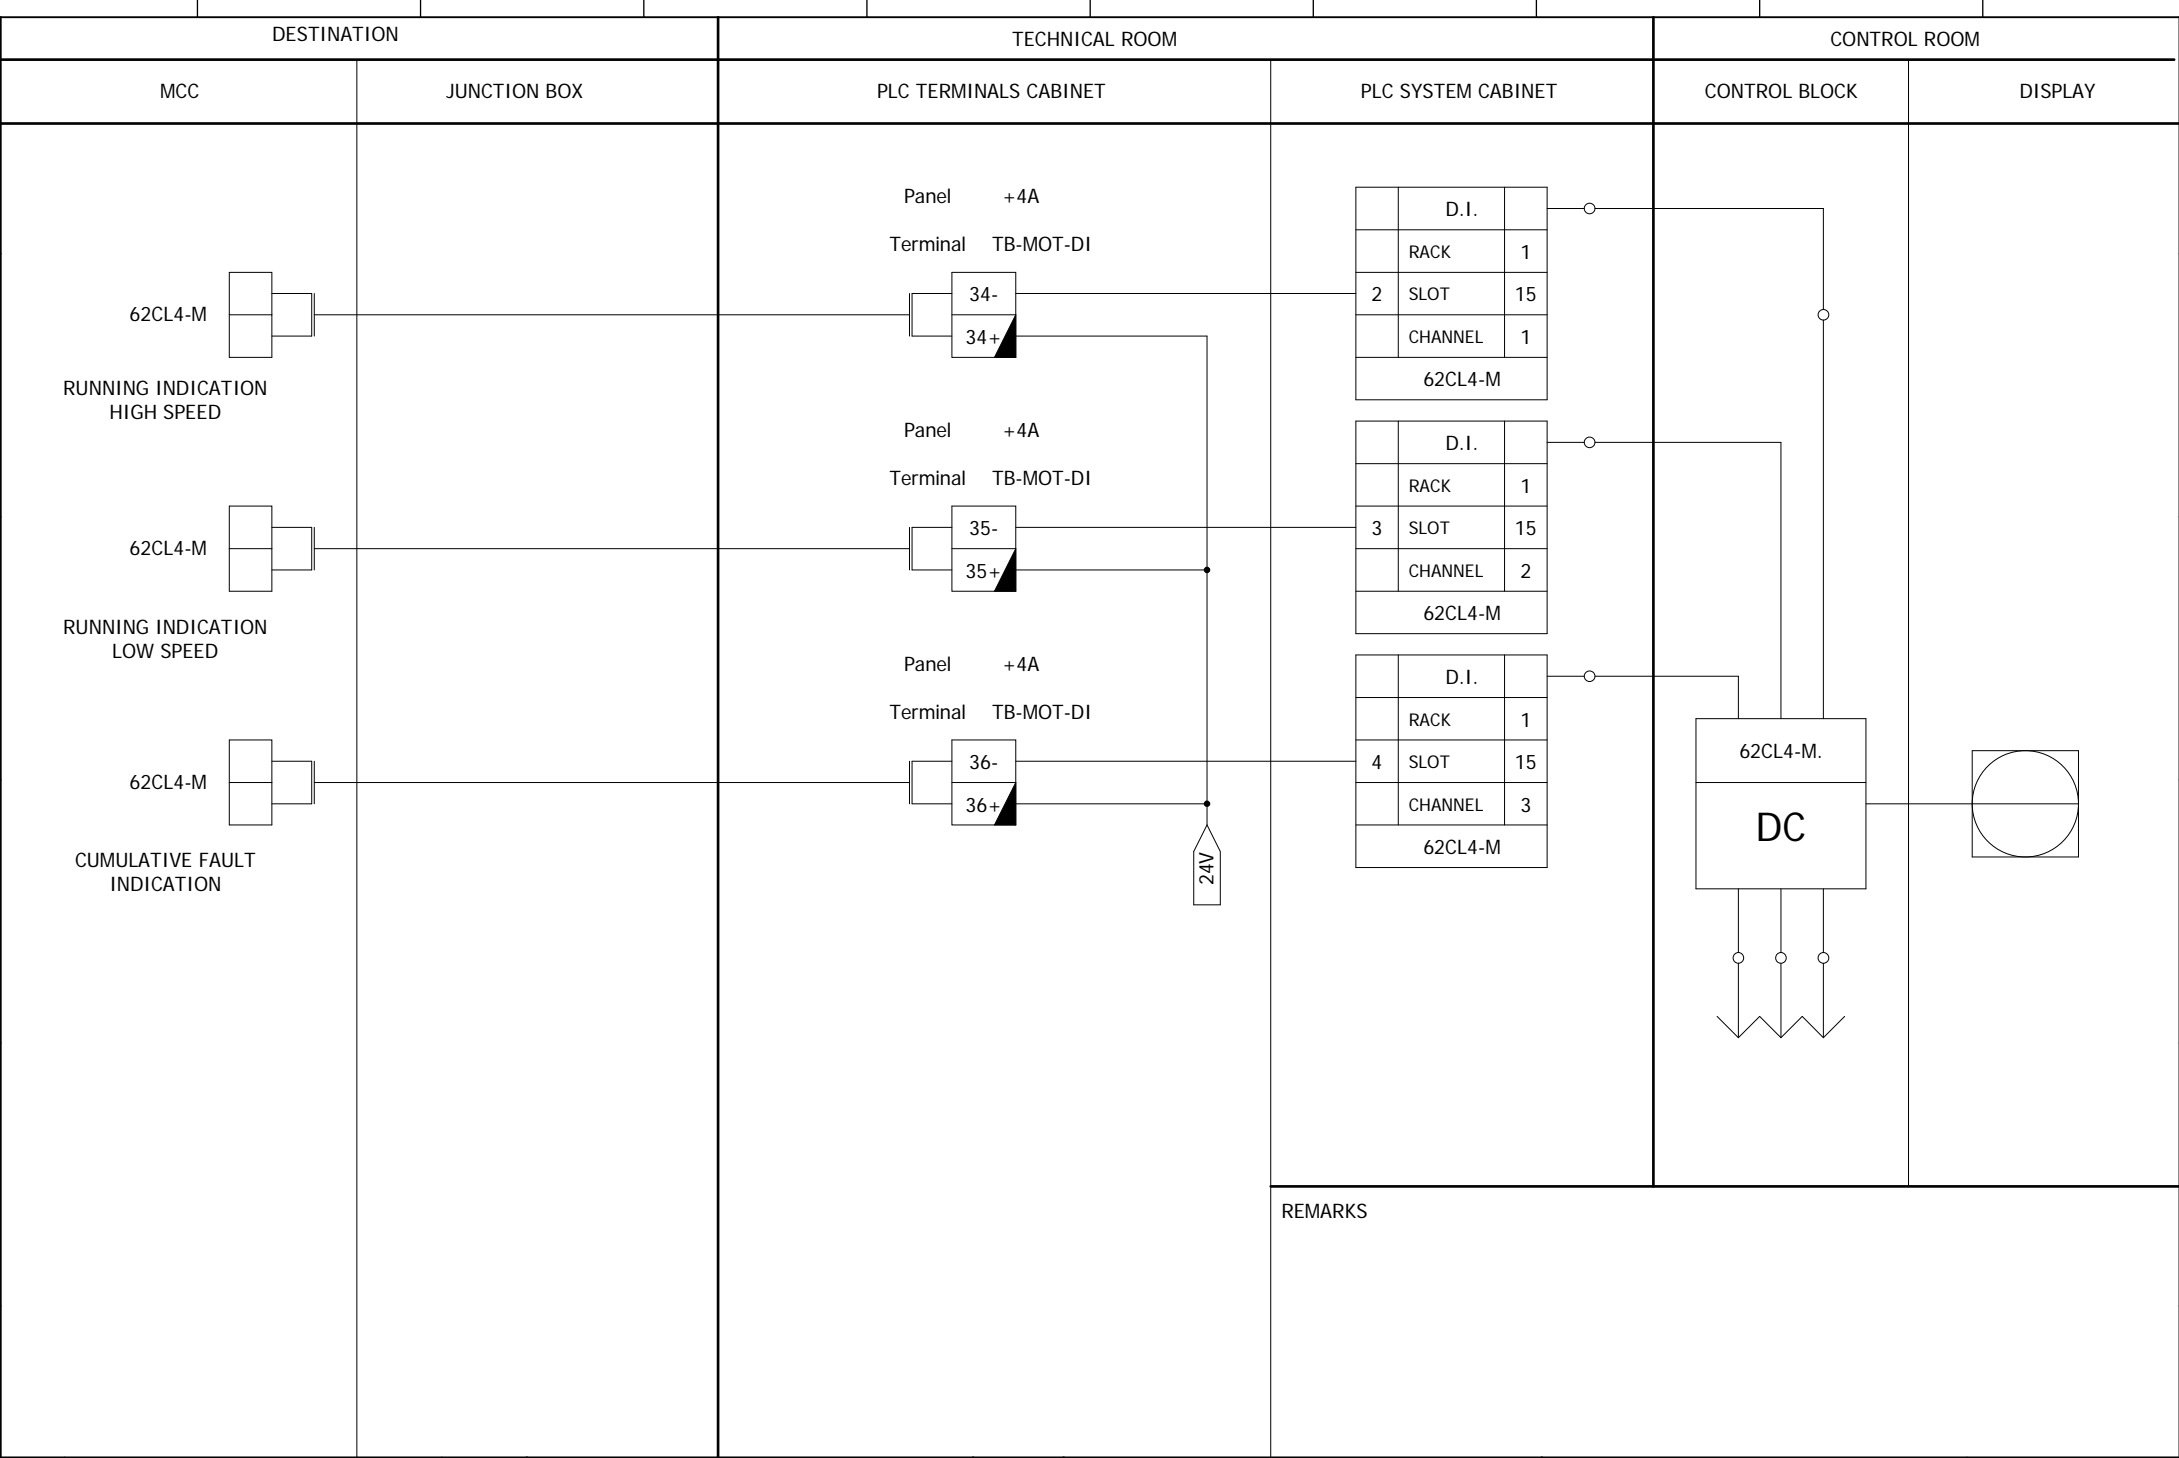 DESTINATION
TECHNICAL ROOM
CONTROL ROOM
MCC
JUNCTION BOX
PLC TERMINALS CABINET
PLC SYSTEM CABINET
CONTROL BLOCK
DISPLAY
62CL4-M
RUNNING INDICATION
HIGH SPEED
Panel +4A
Terminal TB-MOT-DI
34-
34+
D.I.
RACK 1
2 SLOT 15
CHANNEL 1
62CL4-M
62CL4-M
RUNNING INDICATION
LOW SPEED
Panel +4A
Terminal TB-MOT-DI
35-
35+
D.I.
RACK 1
3 SLOT 15
CHANNEL 2
62CL4-M
62CL4-M
CUMULATIVE FAULT
INDICATION
Panel +4A
Terminal TB-MOT-DI
36-
36+
24V
D.I.
RACK 1
4 SLOT 15
CHANNEL 3
62CL4-M
62CL4-M.
DC
REMARKS